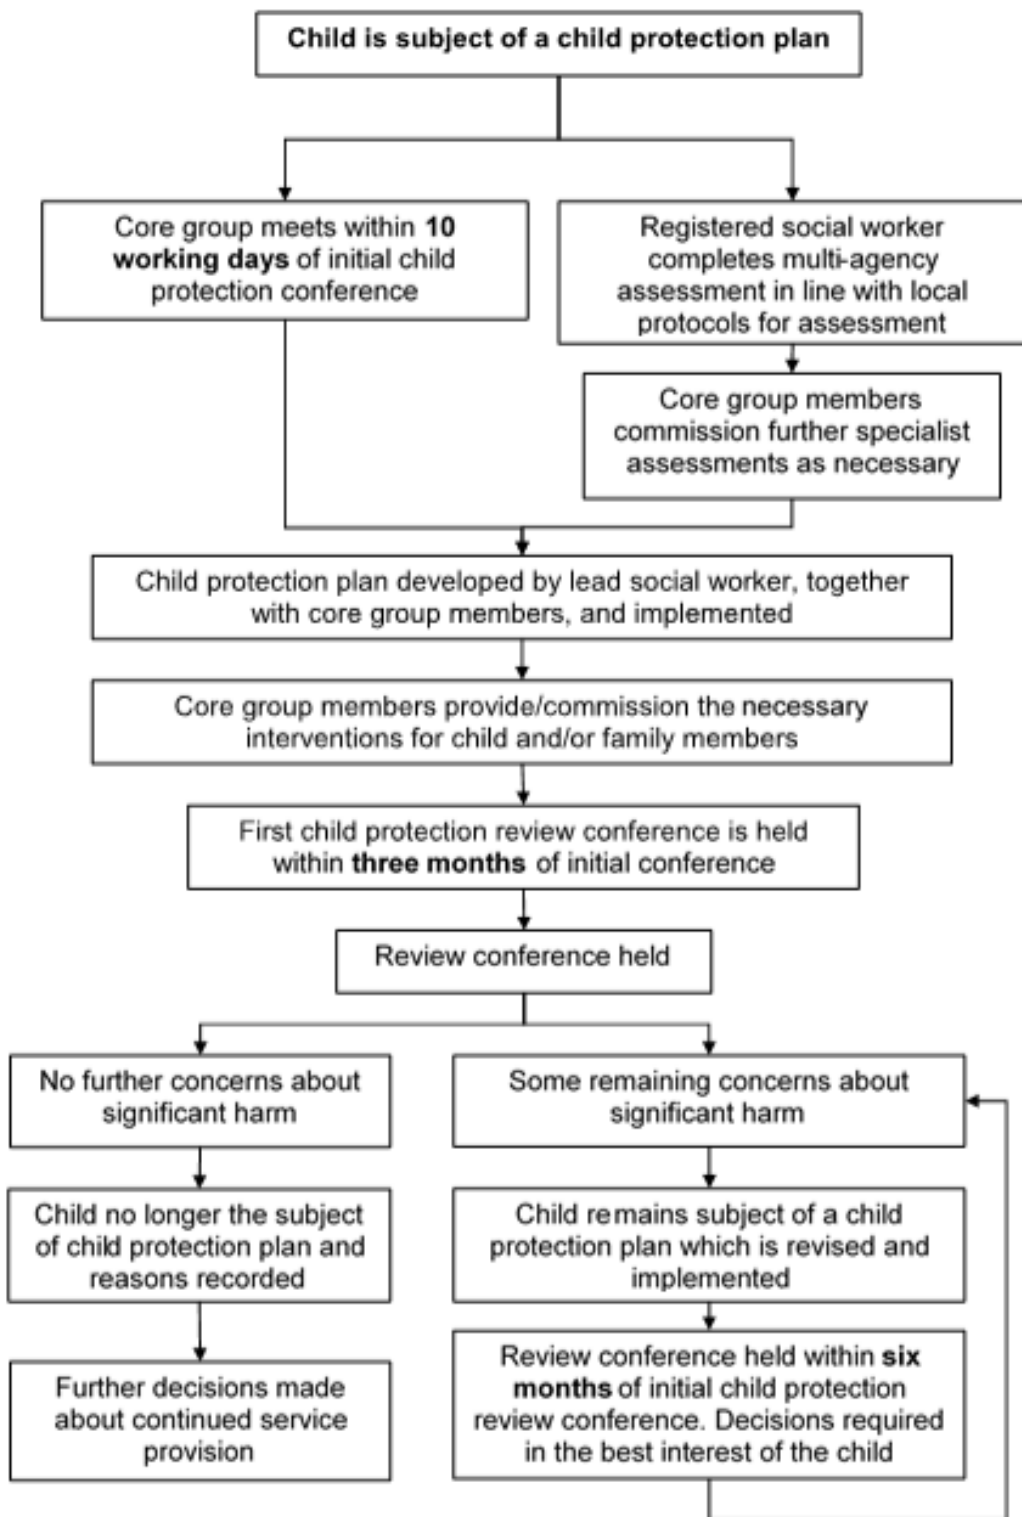 Child is subject of a child protection plan
Core group meets within 10
working days of initial child
protection conference
Registered social worker
completes multi-agency
assessment in line with local
protocols for assessment
Core group members
commission further specialist
assessments as necessary
Child protection plan developed by lead social worker, together
with core group members, and implemented
Core group members provide/commission the necessary
interventions for child and/or family members
First child protection review conference is held
within three months of initial conference
Review conference held
No further concerns about
significant harm
Some remaining concerns about
significant harm
Child no longer the subject
of child protection plan and
reasons recorded
Child remains subject of a child
protection plan which is revised and
implemented
Further decisions made
about continued service
provision
Review conference held within six
months of initial child protection
review conference. Decisions required
in the best interest of the child